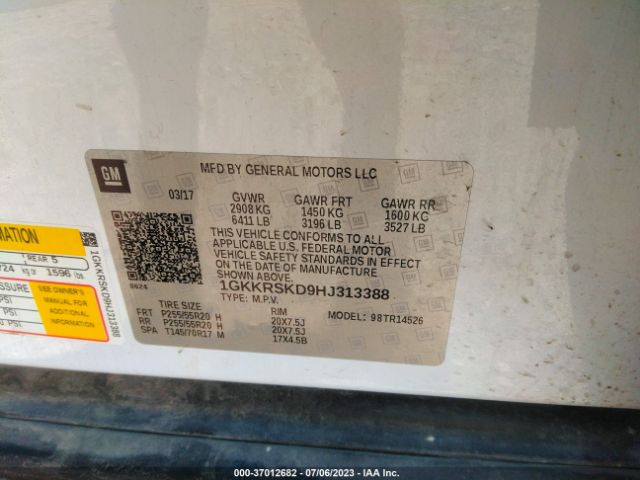 GM
MFD BY GENERAL MOTORS LLC
03/17 GVWR GAWR FRT GAWR RR
2908 KG 1450 KG 1600 KG
6411 LB 3196 LB 3527 LB
THIS VEHICLE CONFORMS TO ALL
APPLICABLE U.S. FEDERAL MOTOR
VEHICLE SAFETY STANDARDS IN EFFECT
ON THE DATE OF MANUFACTURE
SHOWN ABOVE.
1GKKRSKD9HJ313388
TYPE: M.P.V.
MODEL: 98TR14526
TIRE SIZE RIM
FRT P255/55R20 H 20X7.5J
RR P255/55R20 H 20X7.5J
SPA T145/70R17 M 17X4.5B
MATION
REAR 5
kg or 1596 lbs
SSURE SEE OWNER'S
PSI MANUAL FOR
PSI ADDITIONAL
PSI INFORMATION
1GKKRSKD9HJ313388
000-37012682 / 07/06/2023 / IAA Inc.